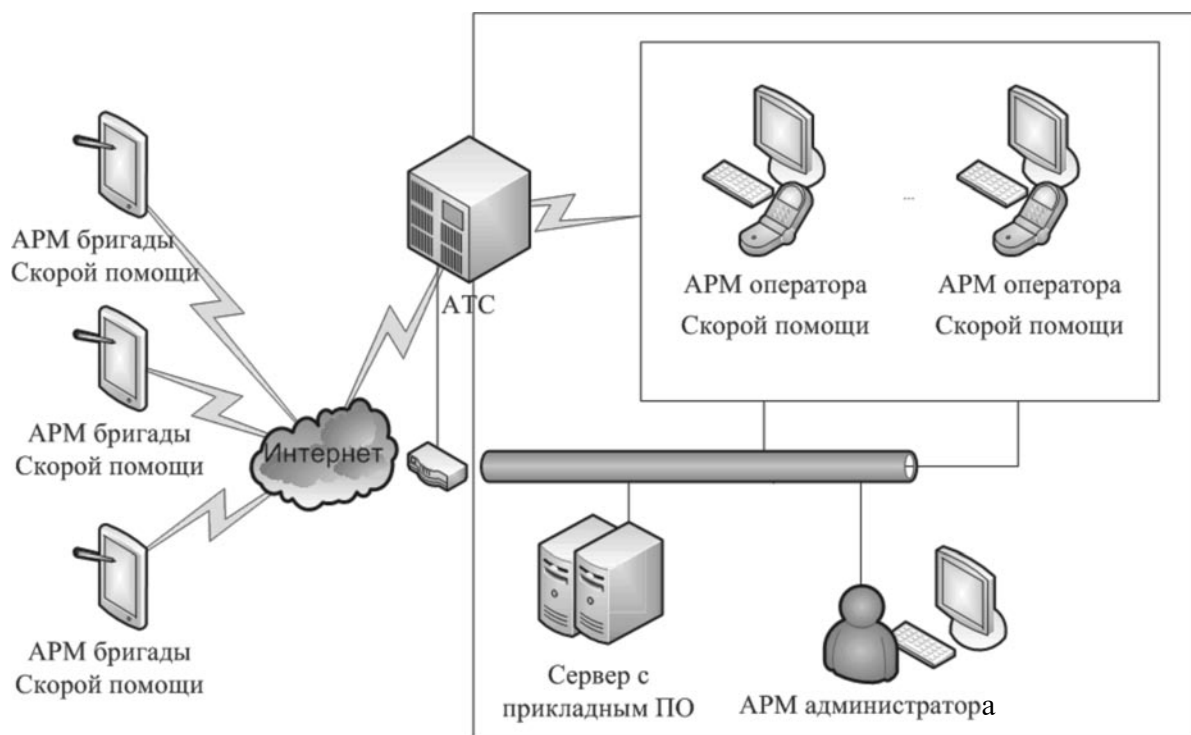 АРМ бригады
Скорой помощи
АРМ бригады
Скорой помощи
АРМ бригады
Скорой помощи
Интернет
АТС
АРМ оператора
Скорой помощи
...
АРМ оператора
Скорой помощи
Сервер с
прикладным ПО
АРМ администратора